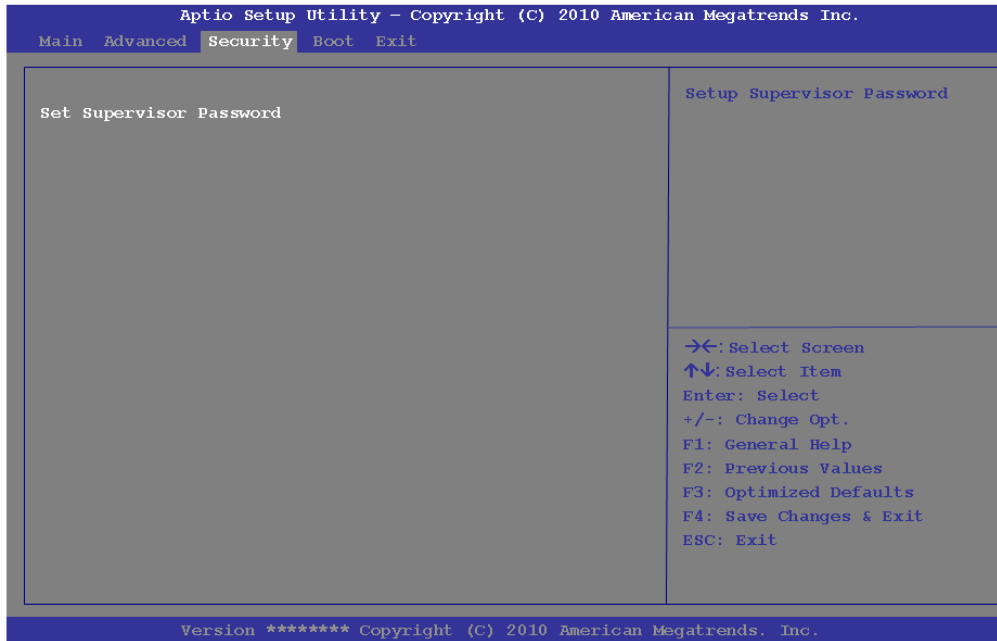 Aptio Setup Utility – Copyright (C) 2010 American Megatrends Inc.
Main Advanced Security Boot Exit
Set Supervisor Password
Setup Supervisor Password
→←: Select Screen
↑↓: Select Item
Enter: Select
+/-: Change Opt.
F1: General Help
F2: Previous Values
F3: Optimized Defaults
F4: Save Changes & Exit
ESC: Exit
Version ******** Copyright (C) 2010 American Megatrends. Inc.